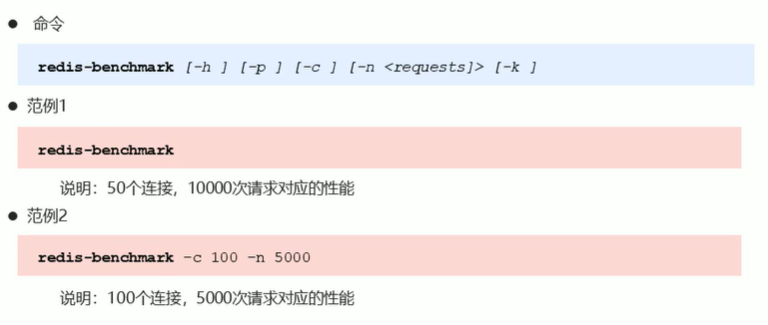 ● 命令
redis-benchmark [-h ] [-p ] [-c ] [-n <requests]> [-k ]
● 范例1
redis-benchmark
说明：50个连接，10000次请求对应的性能
● 范例2
redis-benchmark -c 100 -n 5000
说明：100个连接，5000次请求对应的性能